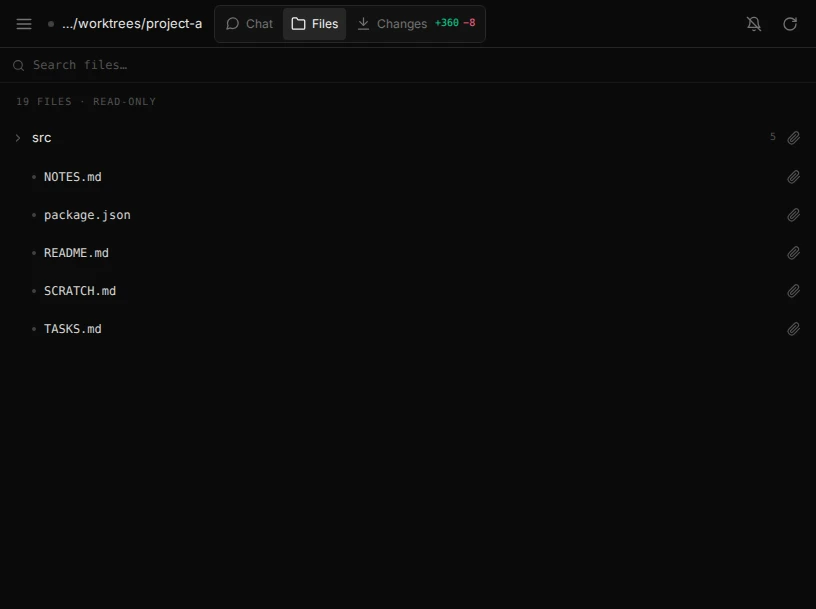 .../worktrees/project-a Chat Files Changes +360 −8
Search files…
19 FILES · READ-ONLY
src 5
NOTES.md
package.json
README.md
SCRATCH.md
TASKS.md